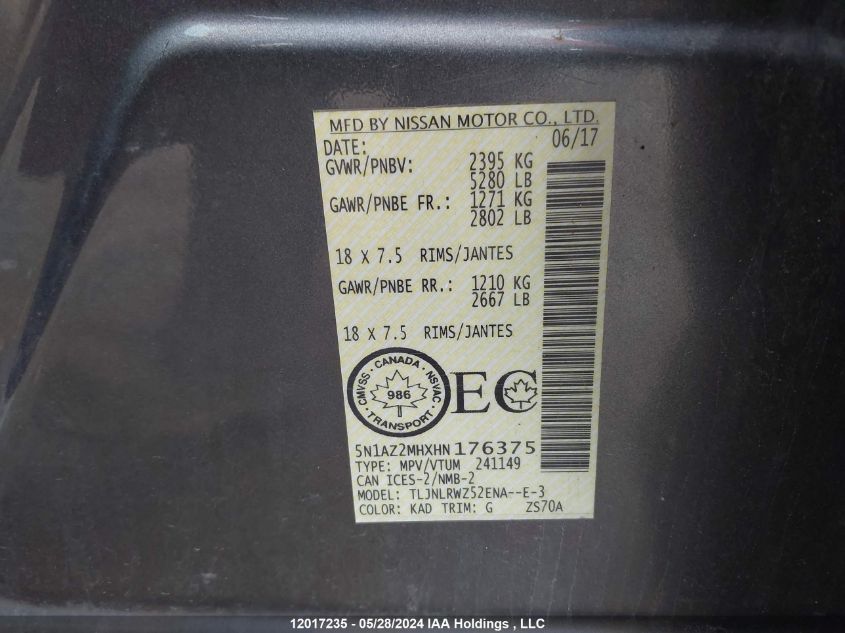 MFD BY NISSAN MOTOR CO., LTD.
DATE: 06/17
GVWR/PNBV: 2395 KG
5280 LB
GAWR/PNBE FR.: 1271 KG
2802 LB
18 X 7.5 RIMS/JANTES
GAWR/PNBE RR.: 1210 KG
2667 LB
18 X 7.5 RIMS/JANTES
CMVSS - CANADA - NSVAC
986
- TRANSPORT -
EC
5N1AZ2MHXHN176375
TYPE: MPV/VTUM 241149
CAN ICES-2/NMB-2
MODEL: TLJNLRWZ52ENA--E-3
COLOR: KAD TRIM: G ZS70A
12017235 - 05/28/2024 IAA Holdings , LLC